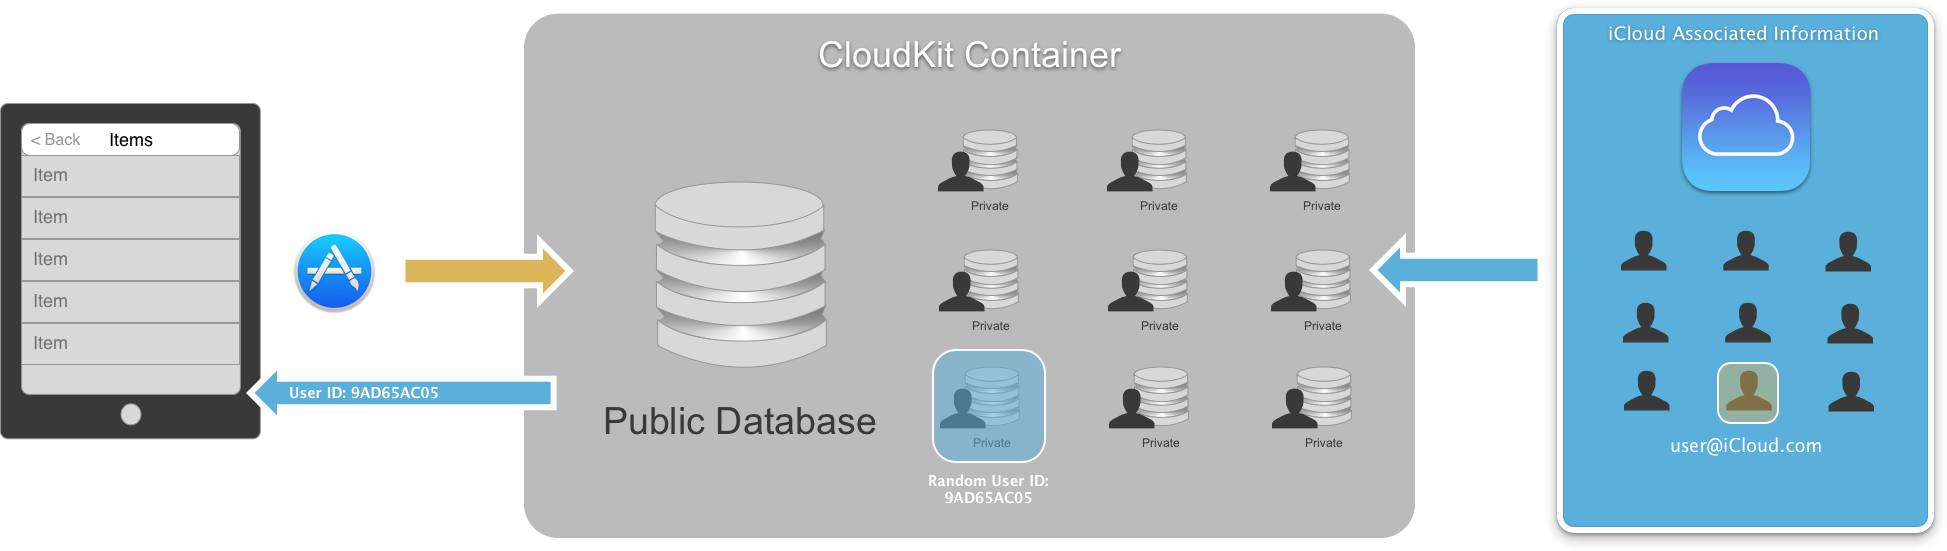 < Back Items
Item
Item
Item
Item
Item
User ID: 9AD65AC05
CloudKit Container
Public Database
Private
Private
Private
Private
Private
Private
Private
Private
Private
Random User ID:
9AD65AC05
iCloud Associated Information
user@iCloud.com